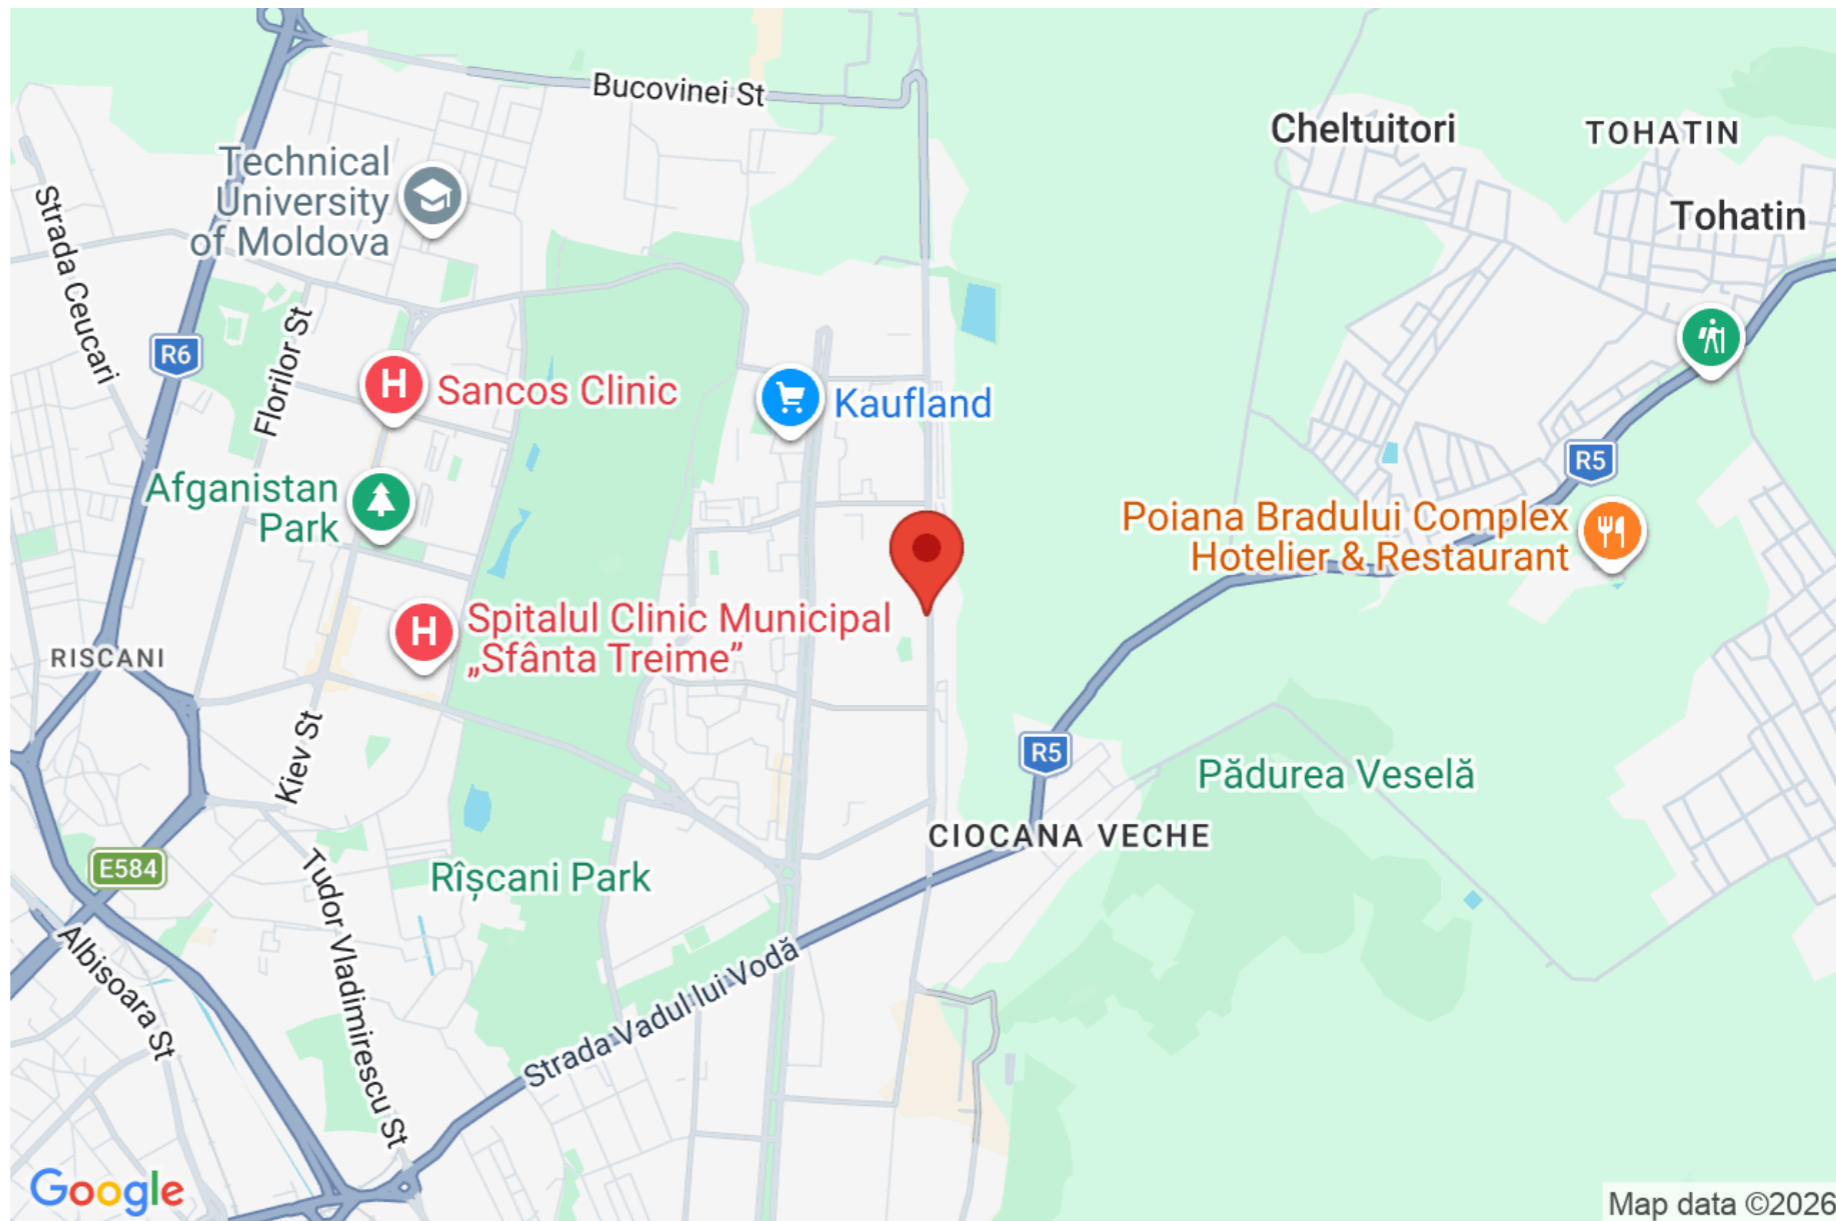 Bucovinei St
Cheltuitori
TOHATIN
Technical
University
of Moldova
Strada Ceucari
Tohatin
Florilor St
R6
Sancos Clinic
Kaufland
R5
Afganistan
Park
Poiana Bradului Complex
Hotelier & Restaurant
Spitalul Clinic Municipal
„Sfânta Treime”
RISCANI
Kiev St
R5
Pădurea Veselă
CIOCANA VECHE
E584
Rîșcani Park
Tudor Vladimirescu St
Albisoara St
Strada Vadul lui Vodă
Google
Map data ©2026